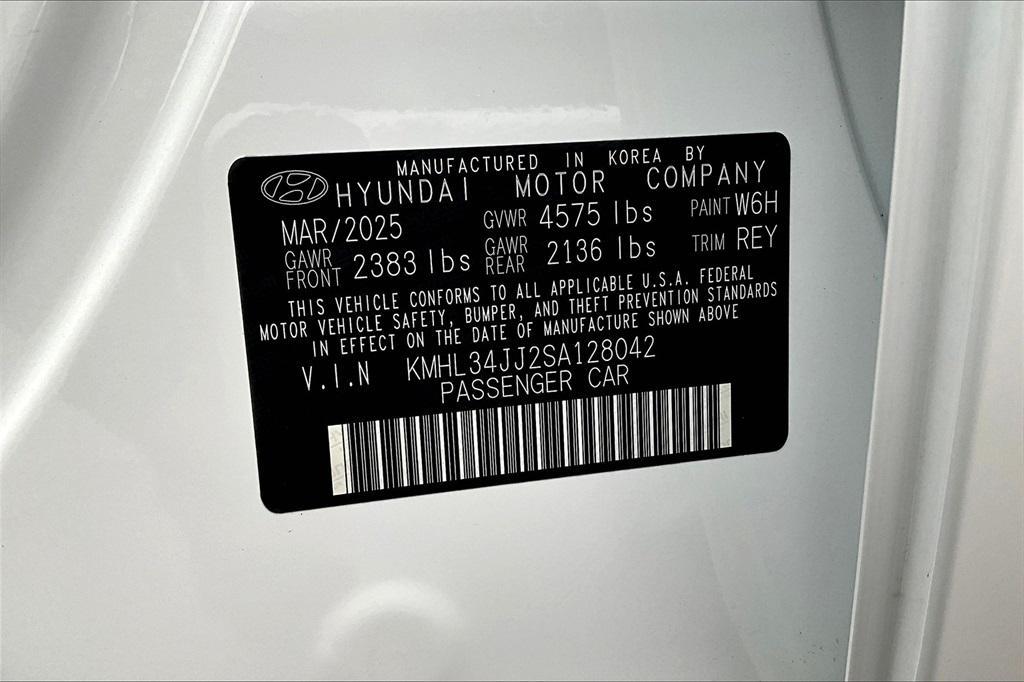 MANUFACTURED IN KOREA BY
HYUNDAI MOTOR COMPANY
MAR/2025 GVWR 4575 lbs PAINT W6H
GAWR FRONT 2383 lbs GAWR REAR 2136 lbs TRIM REY
THIS VEHICLE CONFORMS TO ALL APPLICABLE U.S.A. FEDERAL
MOTOR VEHICLE SAFETY, BUMPER, AND THEFT PREVENTION STANDARDS
IN EFFECT ON THE DATE OF MANUFACTURE SHOWN ABOVE
V.I.N KMHL34JJ2SA128042
PASSENGER CAR